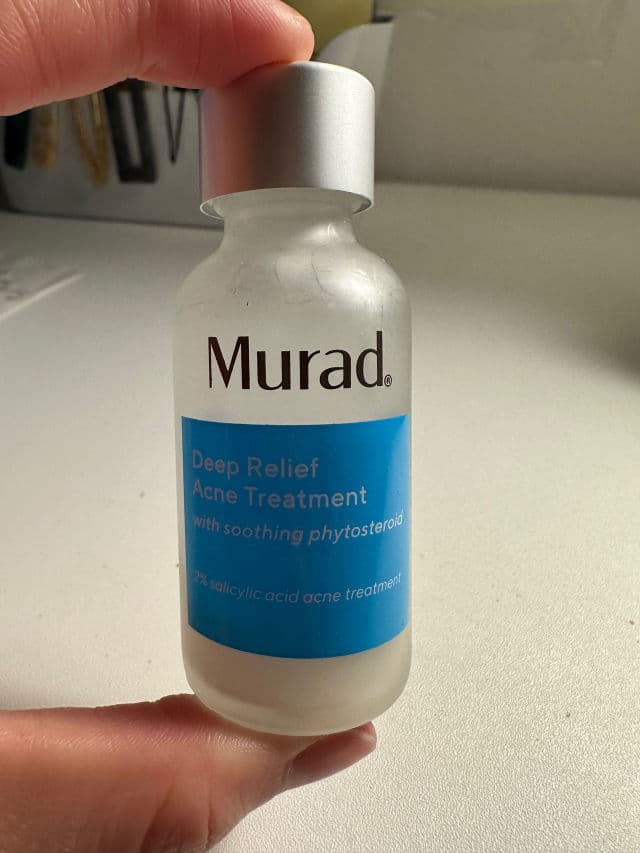 Murad®
Deep Relief
Acne Treatment
with soothing phytosteroid
2% salicylic acid acne treatment